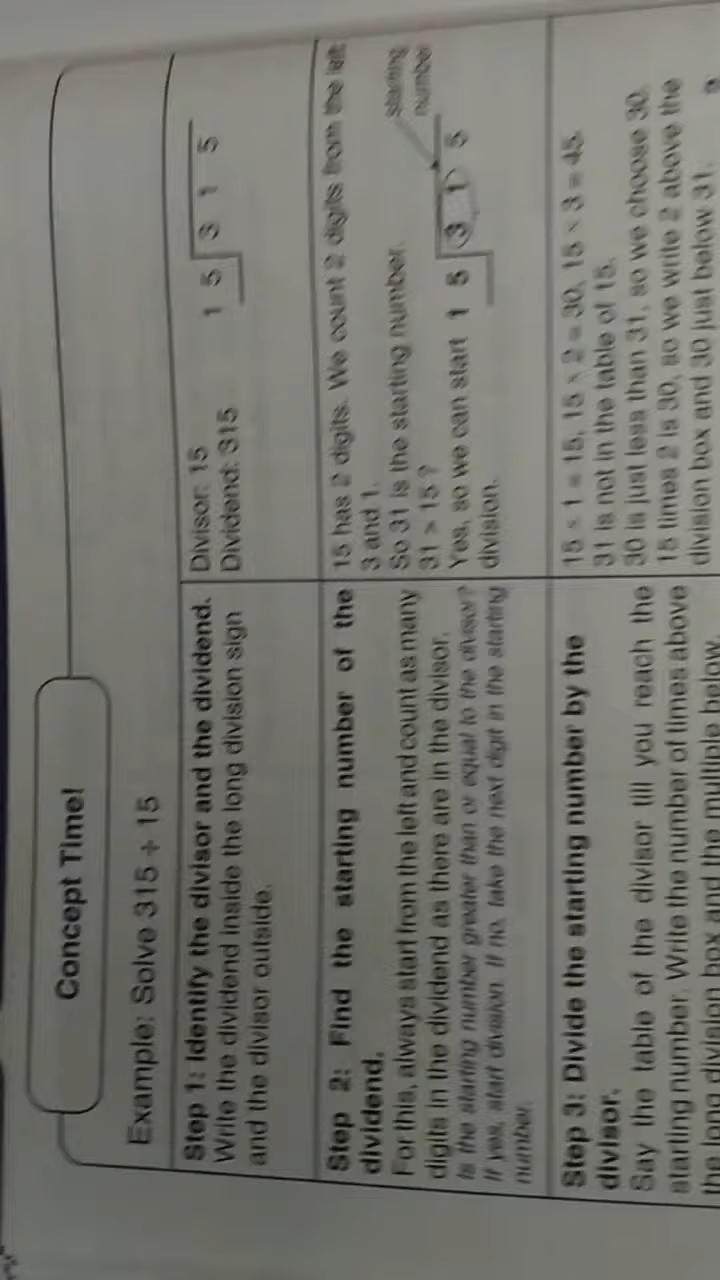 Concept Time!
Example: Solve 315 ÷ 15
Step 1: Identify the divisor and the dividend.
Write the dividend inside the long division sign
and the divisor outside.
Divisor: 15
Dividend: 315
1 5 3 1 5
Step 2: Find the starting number of the
dividend.
For this, always start from the left and count as many
digits in the dividend as there are in the divisor.
Is the starting number greater than or equal to the divisor?
If yes, start division. If no, take the next digit in the starting
number.
15 has 2 digits. We count 2 digits from the left
3 and 1.
So 31 is the starting number.
31 > 15 ?
Yes, so we can start
division.
starting
number
1 5 3 1 5
Step 3: Divide the starting number by the
divisor.
Say the table of the divisor till you reach the
starting number. Write the number of times above
the long division box and the multiple below
15 × 1 = 15, 15 × 2 = 30, 15 × 3 = 45.
31 is not in the table of 15.
30 is just less than 31, so we choose 30.
15 times 2 is 30, so we write 2 above the
division box and 30 just below 31.